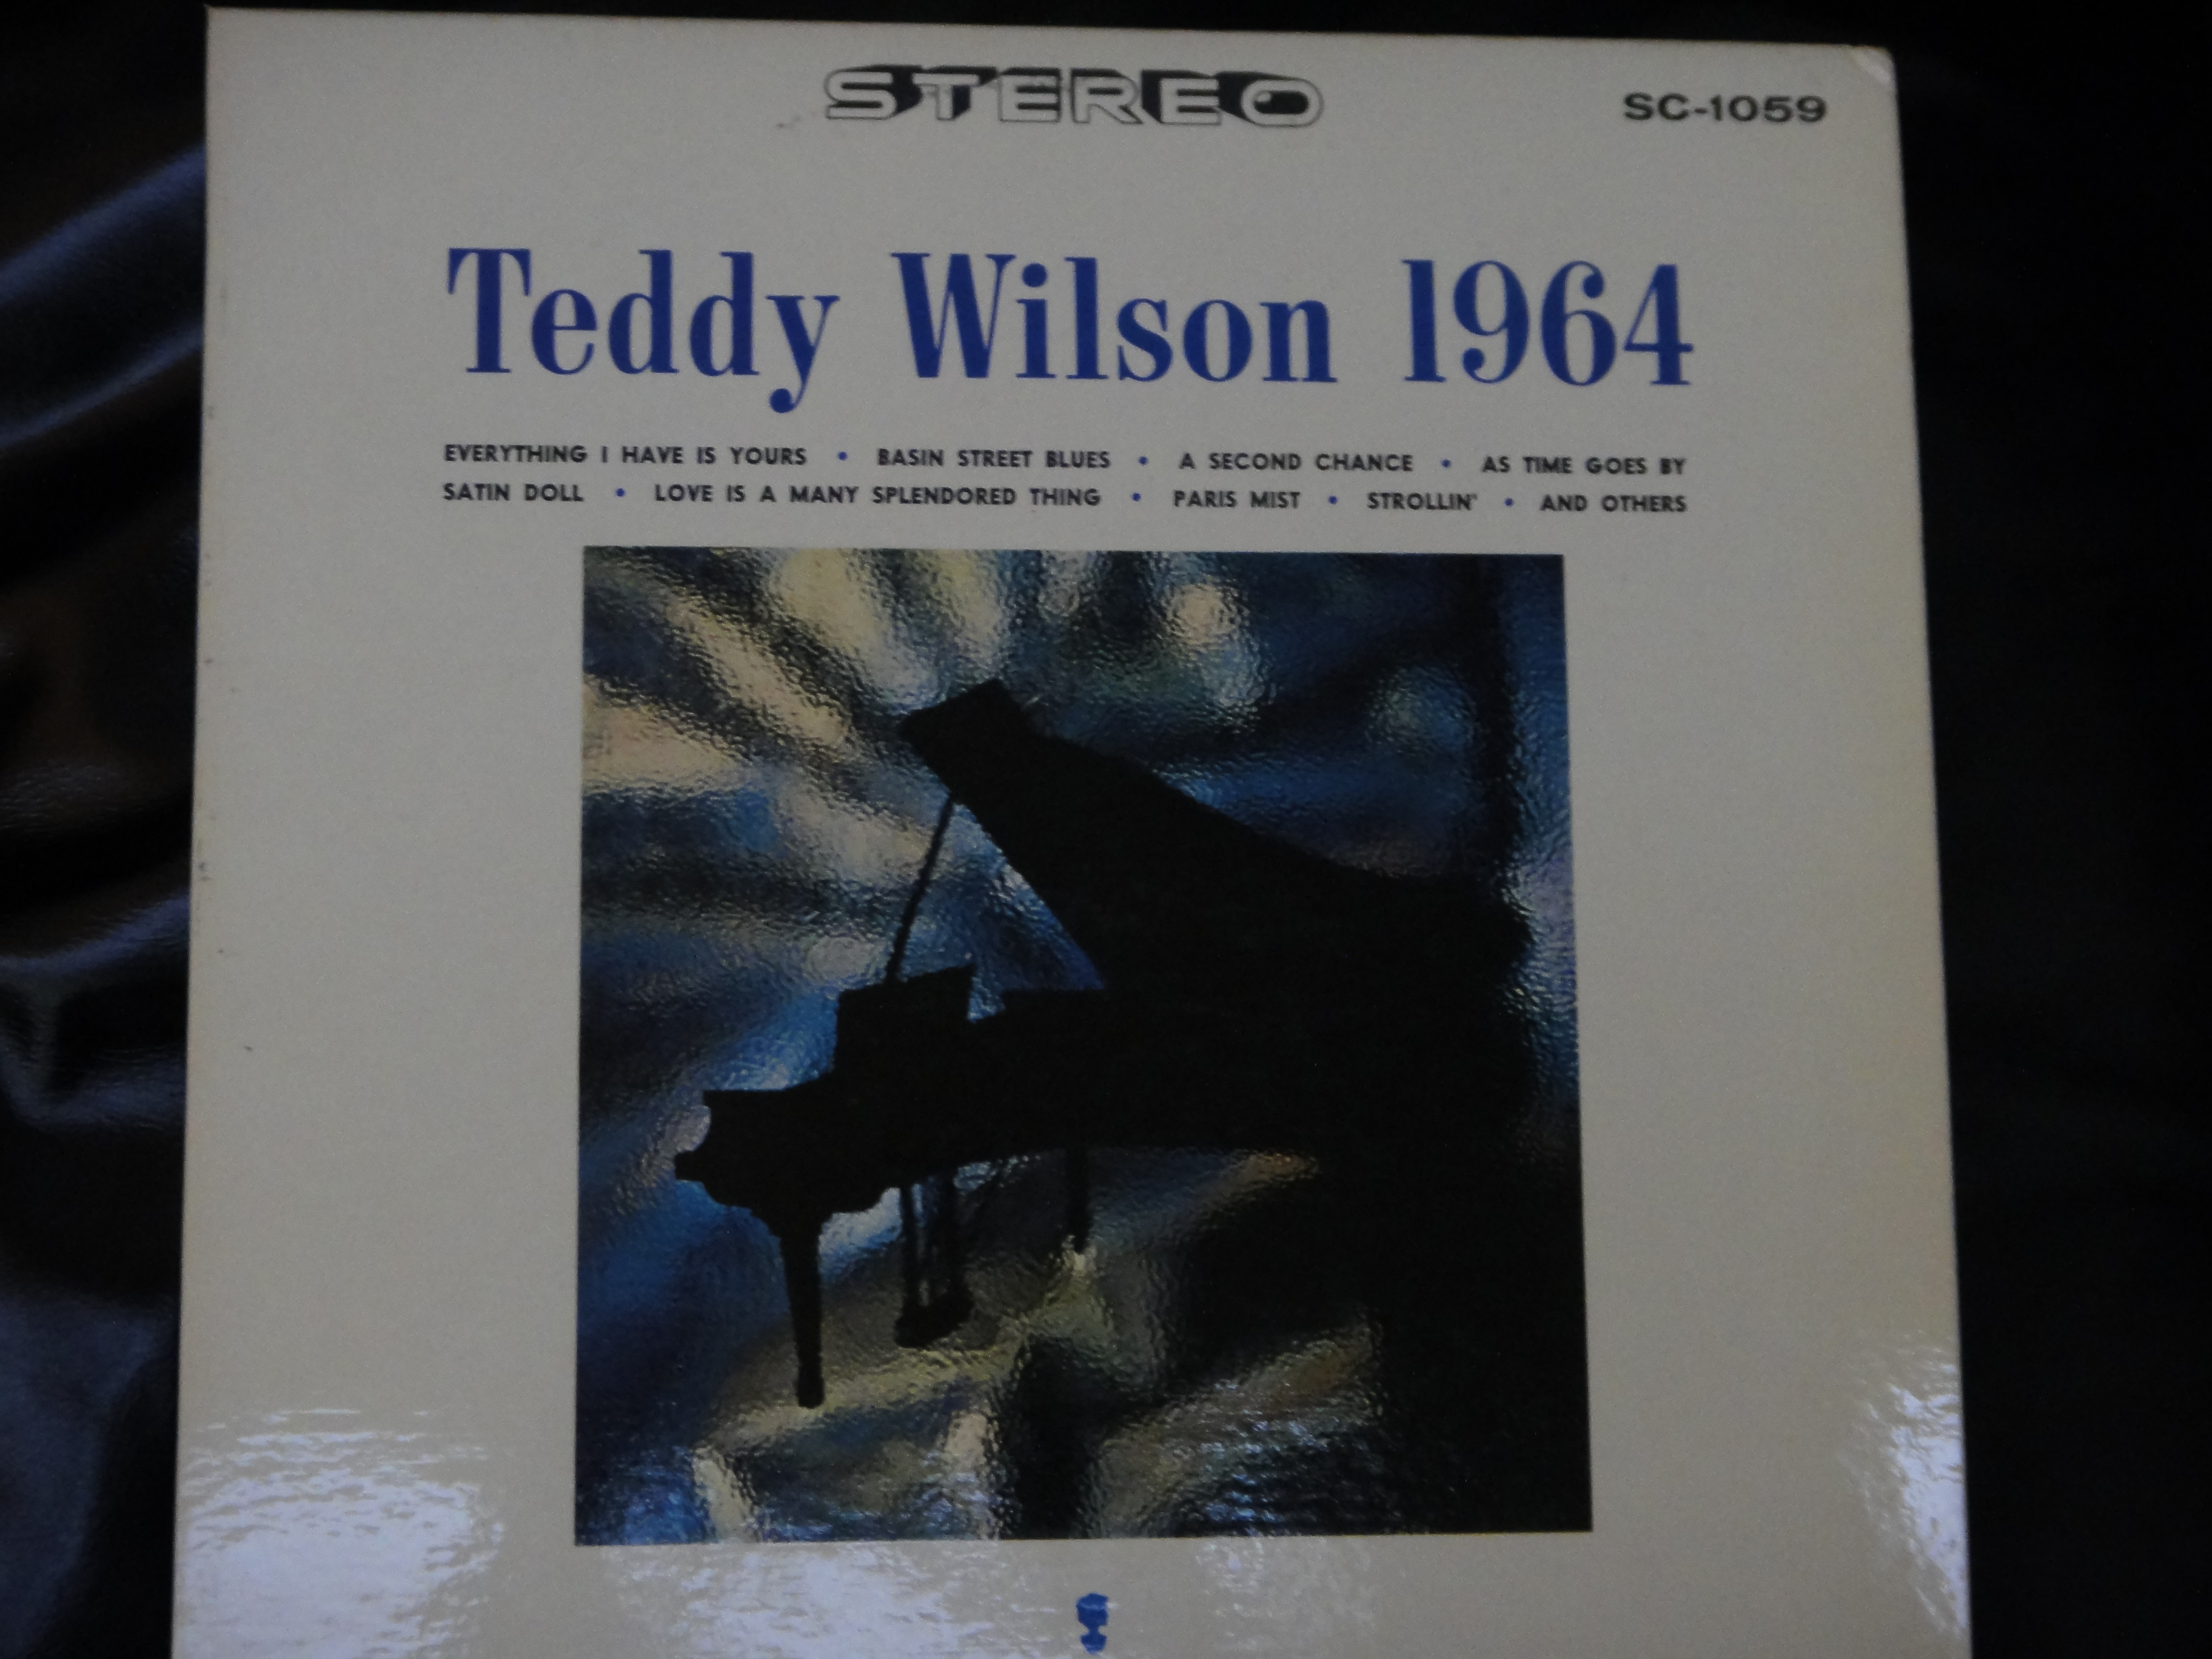 STEREO
SC-1059
Teddy Wilson 1964
EVERYTHING I HAVE IS YOURS • BASIN STREET BLUES • A SECOND CHANCE • AS TIME GOES BY
SATIN DOLL • LOVE IS A MANY SPLENDORED THING • PARIS MIST • STROLLIN' • AND OTHERS